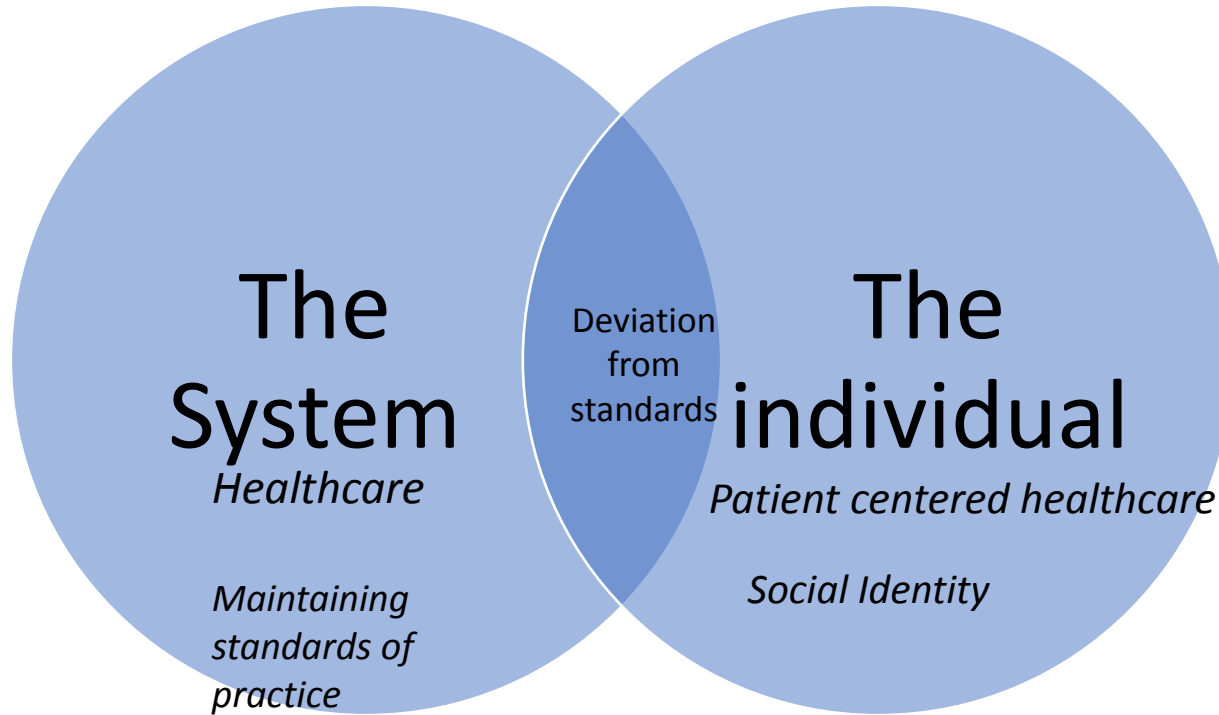 The
System
Healthcare
Maintaining
standards of
practice
Deviation
from
standards
The
individual
Patient centered healthcare
Social Identity